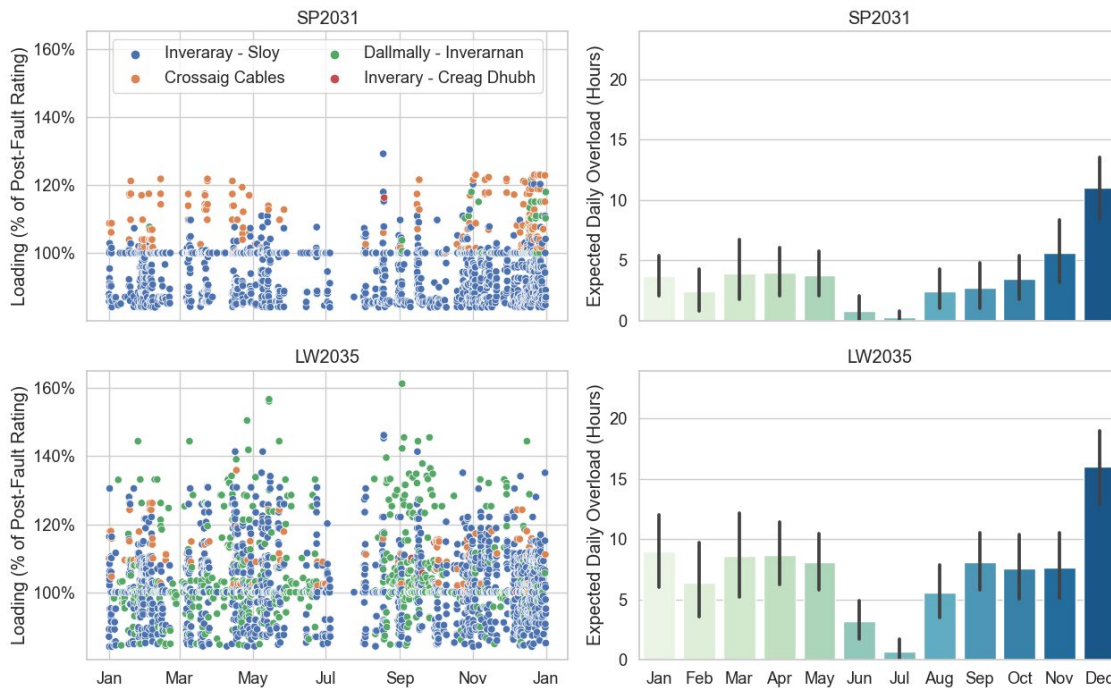 SP2031
SP2031
Loading (% of Post-Fault Rating)
160%
140%
120%
100%
Inveraray - Sloy
Dallmally - Inverarnan
Crossaig Cables
Inverary - Creag Dhubh
Expected Daily Overload (Hours)
20
15
10
5
0
LW2035
LW2035
Loading (% of Post-Fault Rating)
160%
140%
120%
100%
Jan
Mar
May
Jul
Sep
Nov
Jan
Expected Daily Overload (Hours)
20
15
10
5
0
Jan
Feb
Mar
Apr
May
Jun
Jul
Aug
Sep
Oct
Nov
Dec